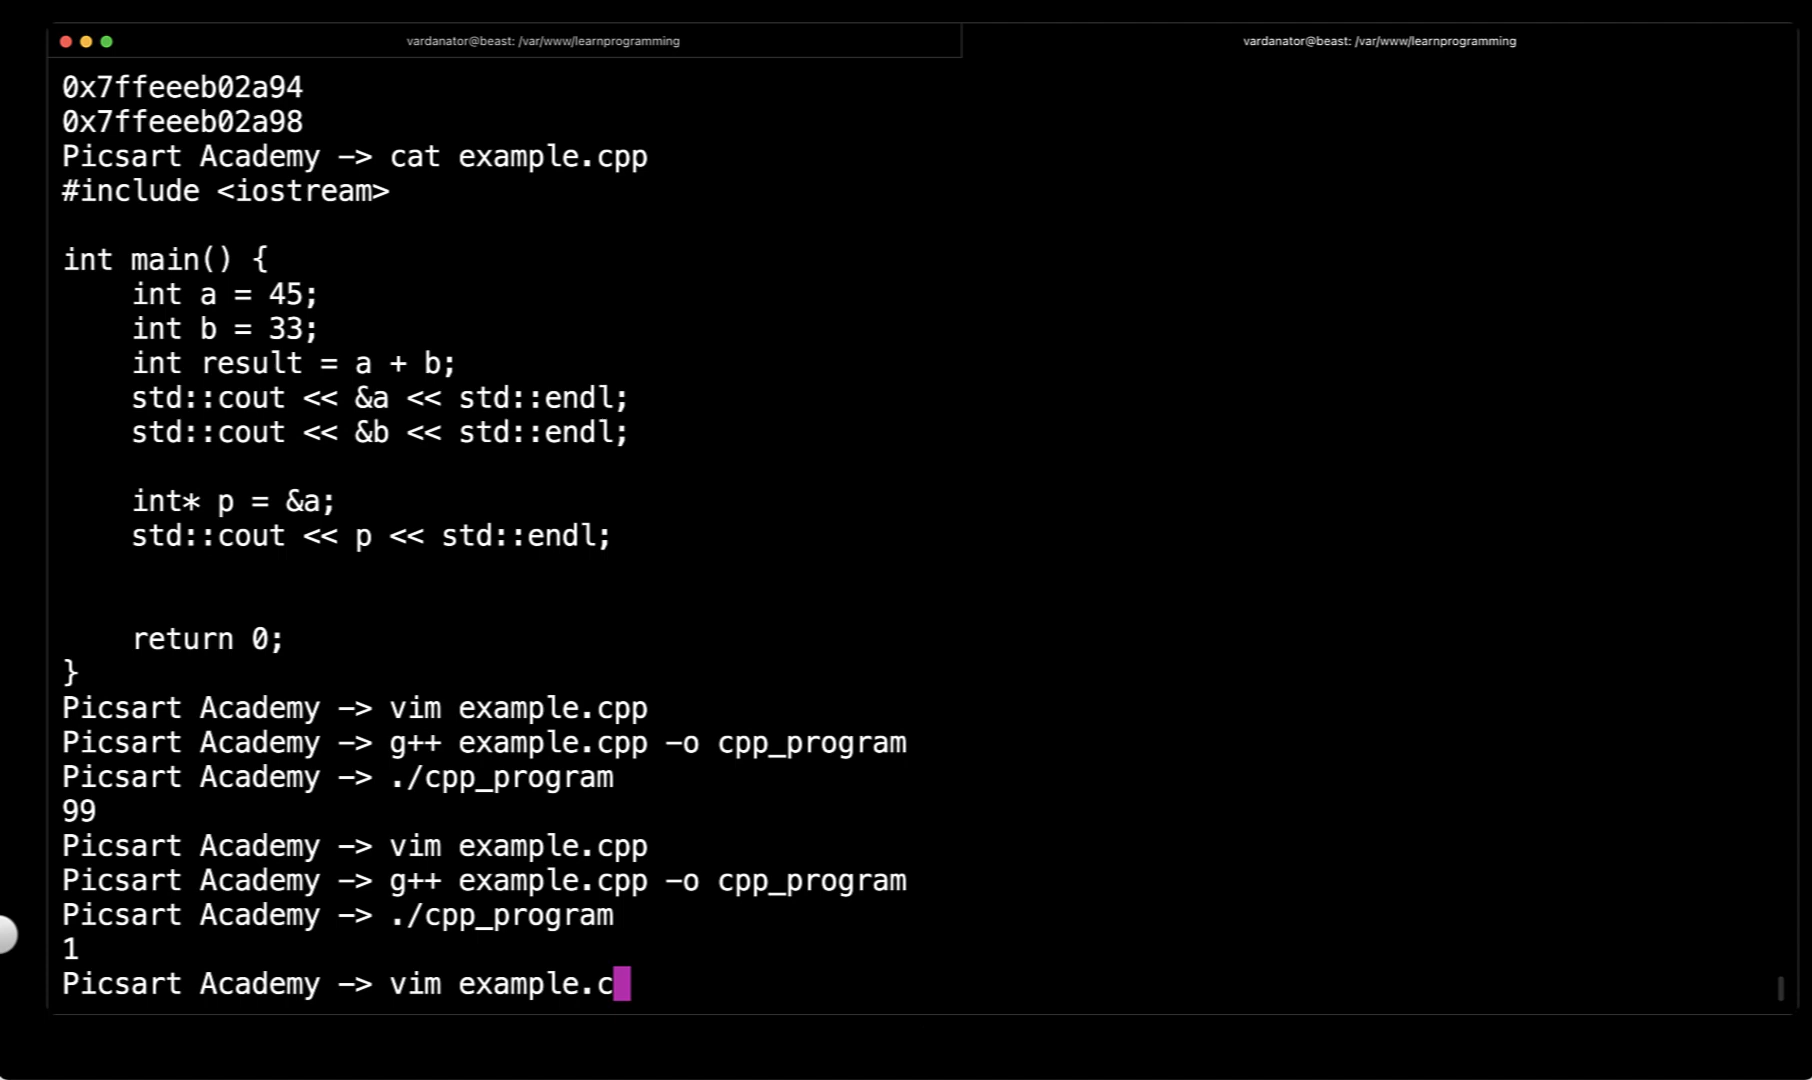 vardanator@beast: /var/www/learnprogramming
vardanator@beast: /var/www/learnprogramming
0x7ffeeeb02a94
0x7ffeeeb02a98
Picsart Academy -> cat example.cpp
#include <iostream>
int main() {
    int a = 45;
    int b = 33;
    int result = a + b;
    std::cout << &a << std::endl;
    std::cout << &b << std::endl;
    int* p = &a;
    std::cout << p << std::endl;
    return 0;
}
Picsart Academy -> vim example.cpp
Picsart Academy -> g++ example.cpp -o cpp_program
Picsart Academy -> ./cpp_program
99
Picsart Academy -> vim example.cpp
Picsart Academy -> g++ example.cpp -o cpp_program
Picsart Academy -> ./cpp_program
1
Picsart Academy -> vim example.c